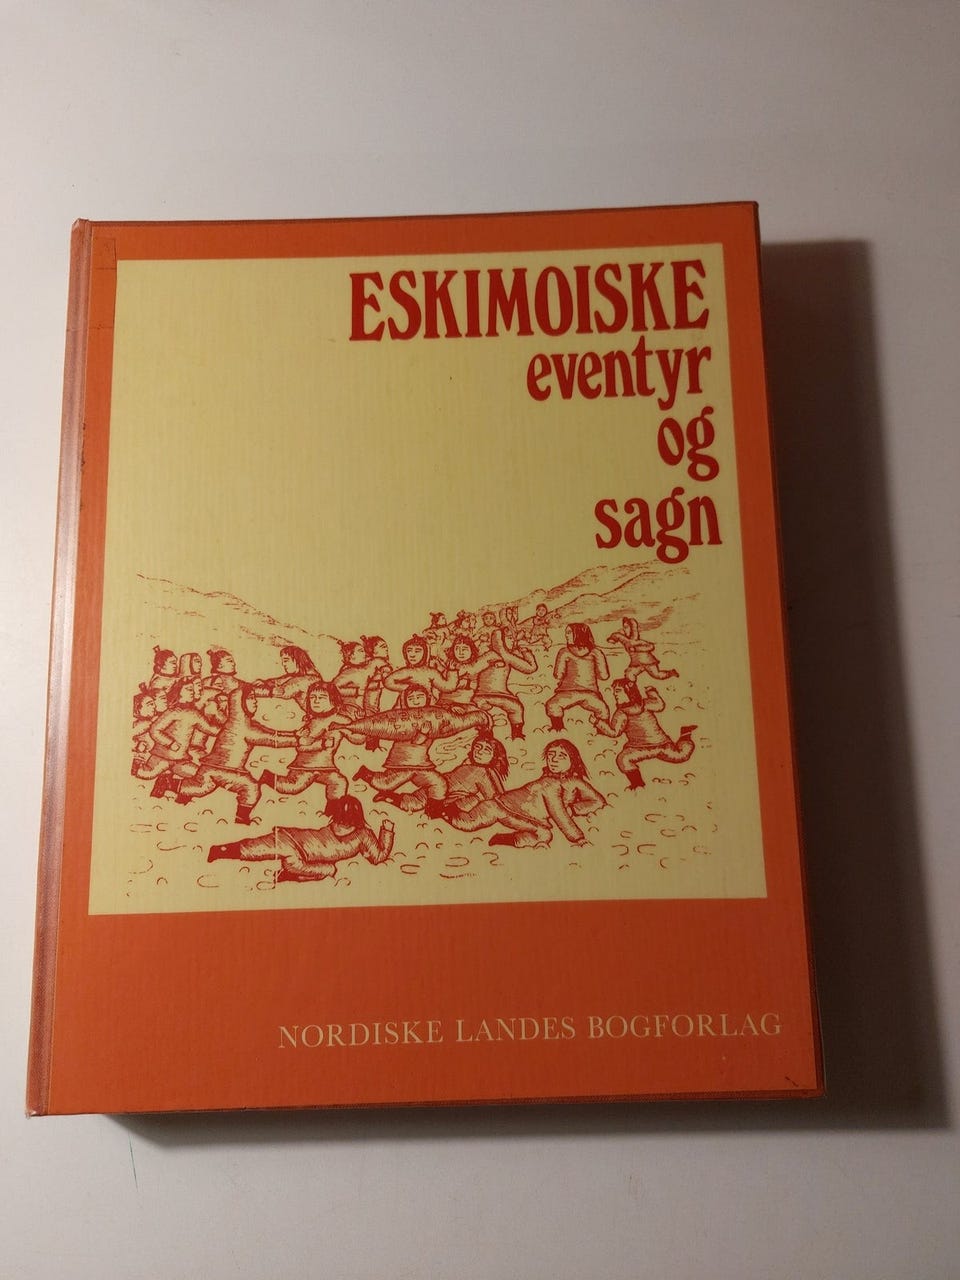 ESKIMOISKE
eventyr
og
sagn
NORDISKE LANDES BOGFORLAG